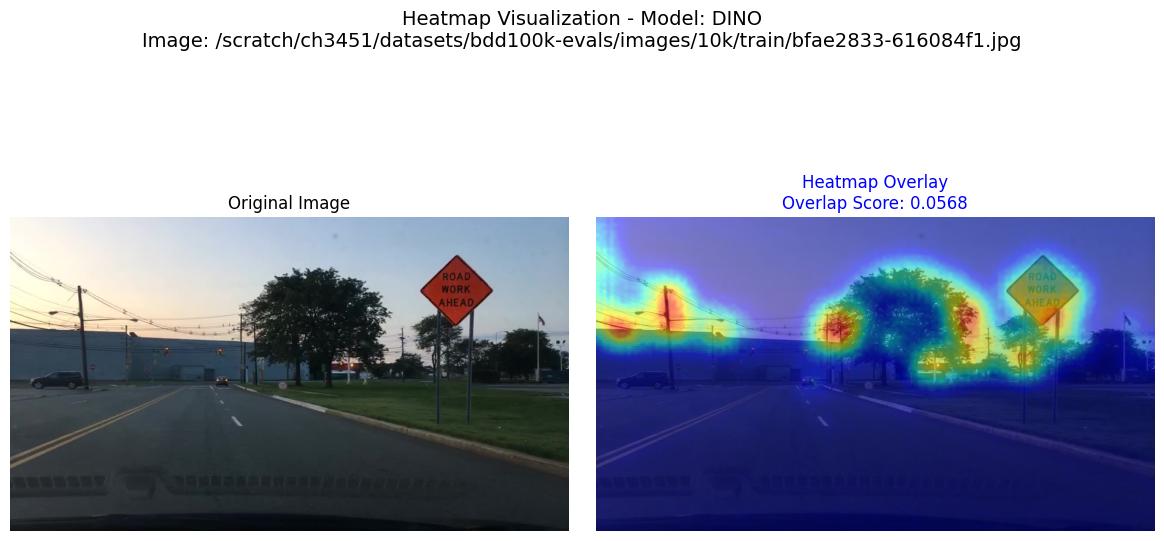 Heatmap Visualization - Model: DINO
Image: /scratch/ch3451/datasets/bdd100k-evals/images/10k/train/bfae2833-616084f1.jpg
Original Image
ROAD
WORK
AHEAD
Heatmap Overlay
Overlap Score: 0.0568
ROAD
WORK
AHEAD